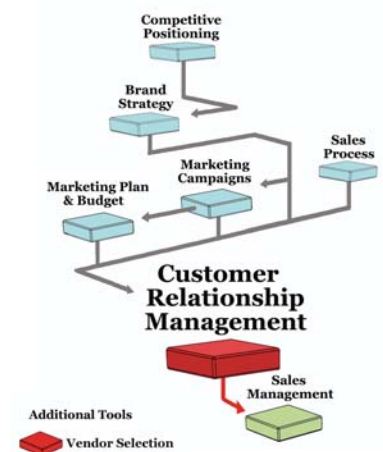 Competitive
Positioning
Brand
Strategy
Sales
Process
Marketing
Campaigns
Marketing Plan
& Budget
Customer
Relationship
Management
Sales
Management
Additional Tools
Vendor Selection